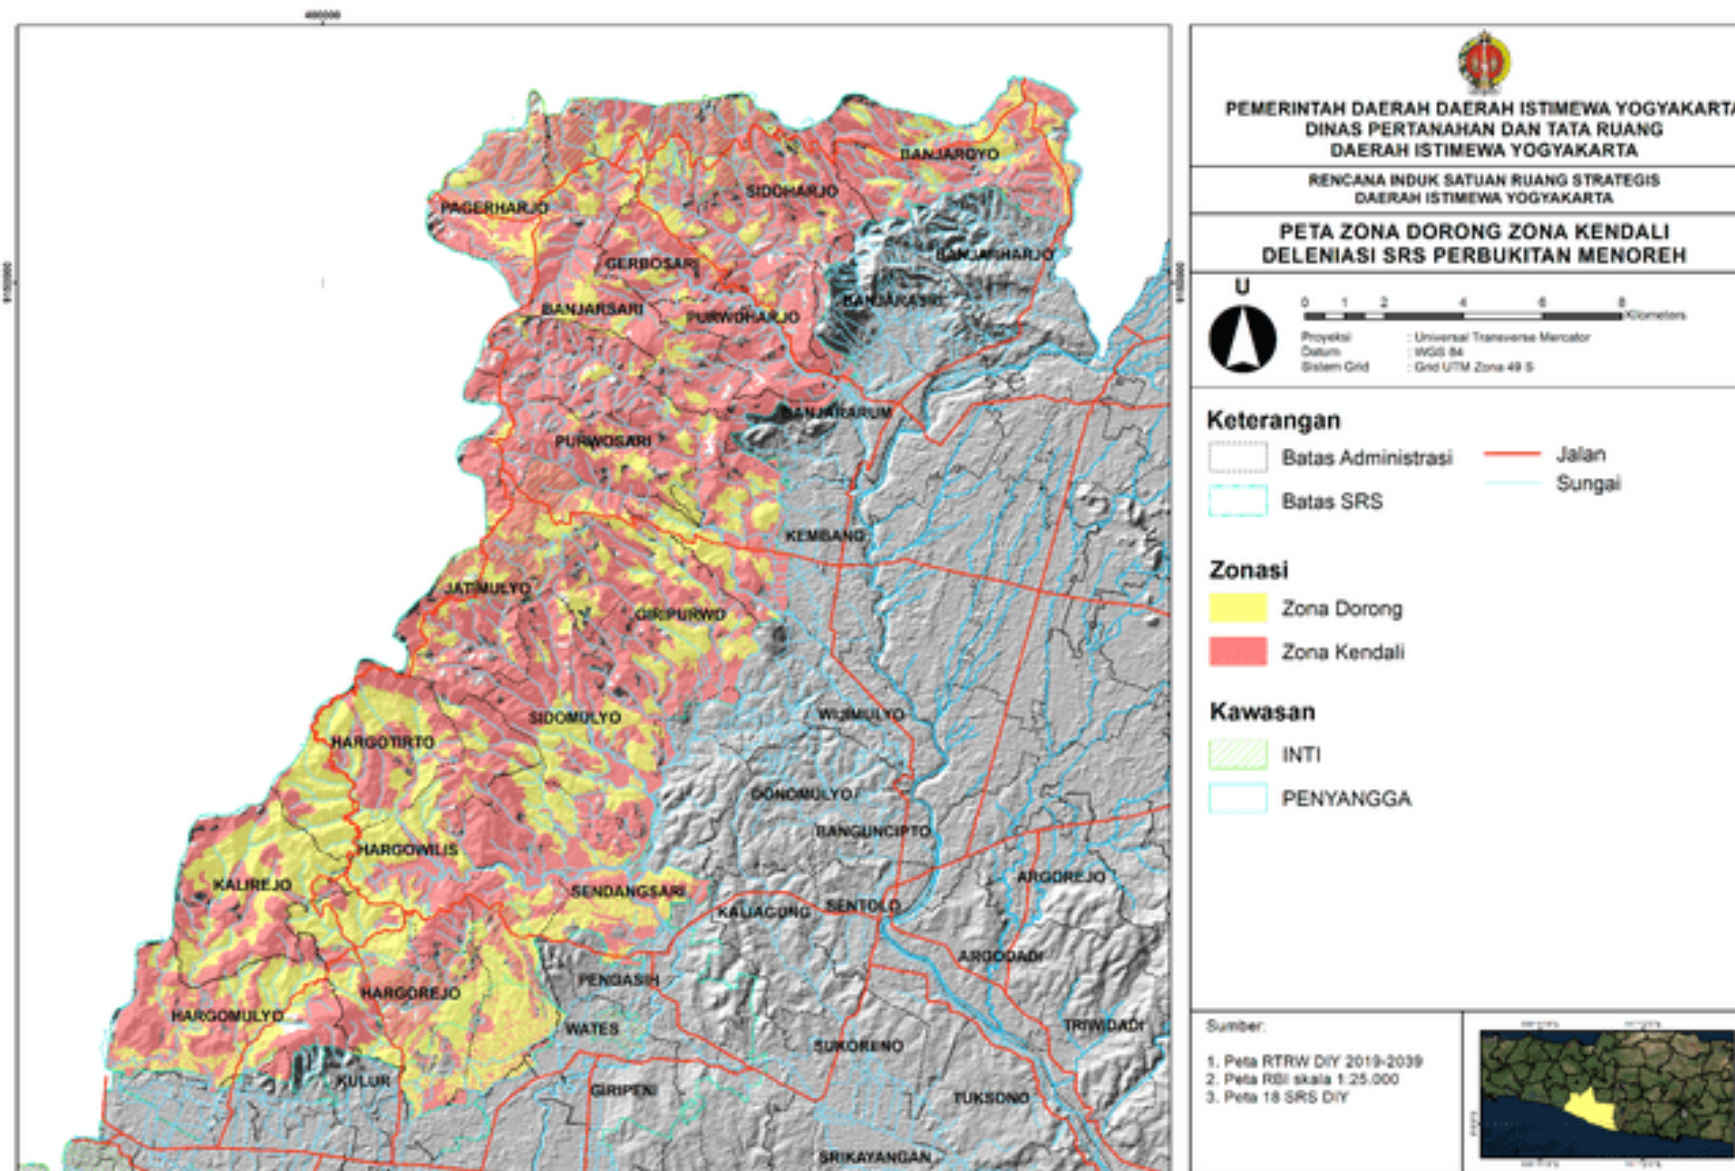 400000
PEMERINTAH DAERAH DAERAH ISTIMEWA YOGYAKARTA
DINAS PERTANAHAN DAN TATA RUANG
DAERAH ISTIMEWA YOGYAKARTA
RENCANA INDUK SATUAN RUANG STRATEGIS
DAERAH ISTIMEWA YOGYAKARTA
PETA ZONA DORONG ZONA KENDALI
DELENIASI SRS PERBUKITAN MENOREH
U
0 1 2 4 6 8
Kilometers
Proyeksi : Universal Transverse Mercator
Datum : WGS 84
Sistem Grid : Grid UTM Zona 49 S
Keterangan
Batas Administrasi
Jalan
Batas SRS
Sungai
Zonasi
Zona Dorong
Zona Kendali
Kawasan
INTI
PENYANGGA
Sumber:
1. Peta RTRW DIY 2019-2039
2. Peta RBI skala 1:25.000
3. Peta 18 SRS DIY
BANJAROYO
SIDOHARJO
PAGERHARJO
BANJARHARJO
GERBOSARI
BANJARASRI
BANJARSARI
PURWOHARJO
BANJARARUM
PURWOSARI
KEMBANG
JATIMULYO
GIRIPURWO
WIJIMULYO
SIDOMULYO
HARGOTIRTO
DONOMULYO
BANGUNCIPTO
HARGOWILIS
KALIREJO
SENDANGSARI
ARGOREJO
KALIAGUNG
SENTOLO
ARGODADI
PENGASIH
HARGOREJO
HARGOMULYO
WATES
TRIWIDADI
SUKORENO
KULUR
GIRIPENI
TUKSONO
SRIKAYANGAN